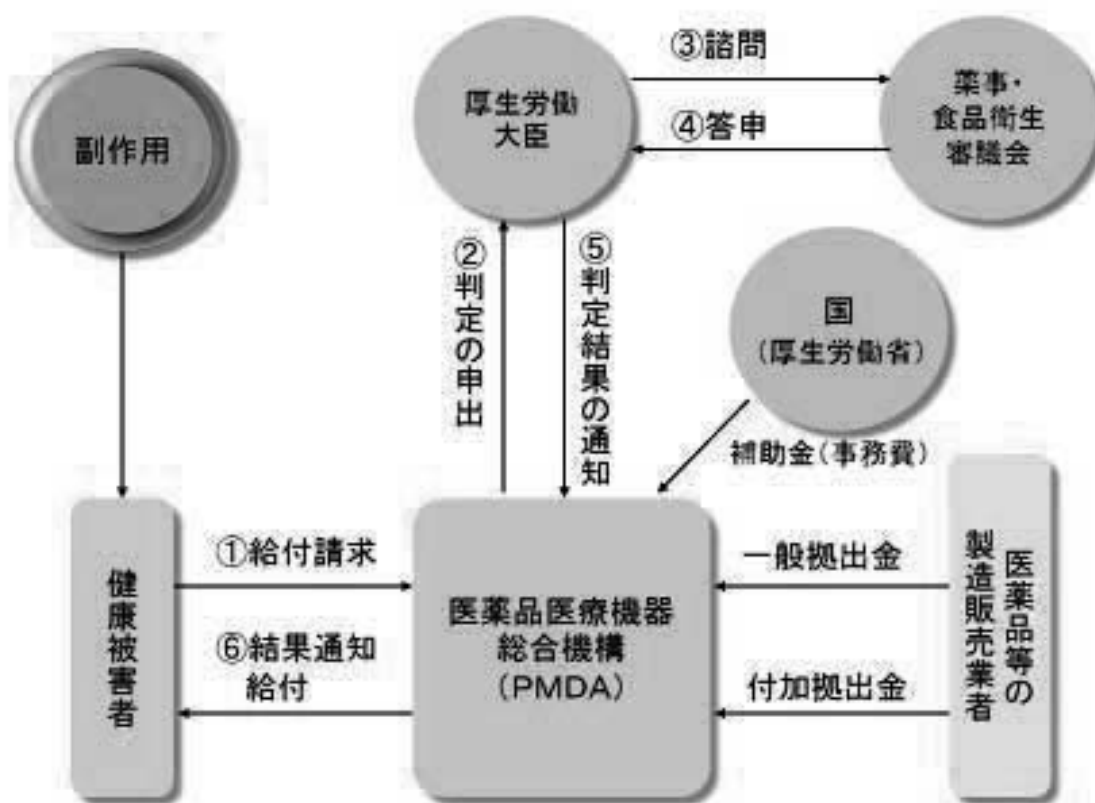 副作用
厚生労働
大臣
③諮問
④答申
薬事・
食品衛生
審議会
②判定の申出
⑤判定結果の通知
国
(厚生労働省)
補助金(事務費)
健康被害者
①給付請求
⑥結果通知
給付
医薬品医療機器
総合機構
(PMDA)
一般拠出金
付加拠出金
医薬品等の
製造販売業者